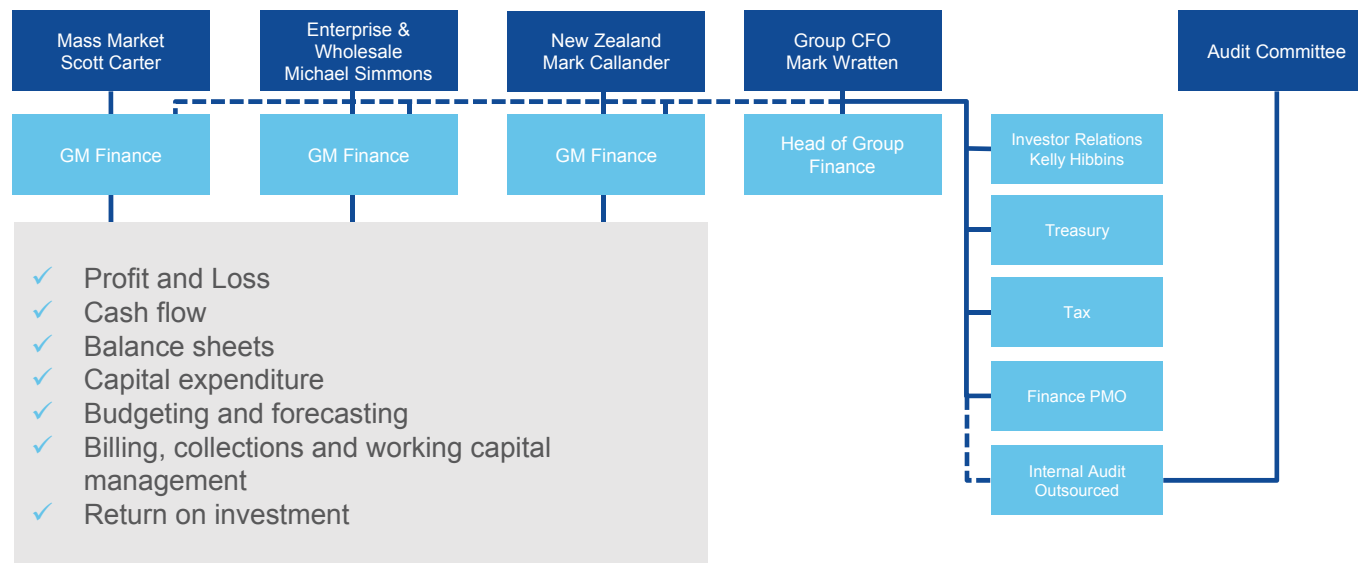 Mass Market
Scott Carter
Enterprise &
Wholesale
Michael Simmons
New Zealand
Mark Callander
Group CFO
Mark Wratten
Audit Committee
GM Finance
GM Finance
GM Finance
Head of Group
Finance
Investor Relations
Kelly Hibbins
Treasury
Tax
Finance PMO
Internal Audit
Outsourced
✓ Profit and Loss
✓ Cash flow
✓ Balance sheets
✓ Capital expenditure
✓ Budgeting and forecasting
✓ Billing, collections and working capital
management
✓ Return on investment